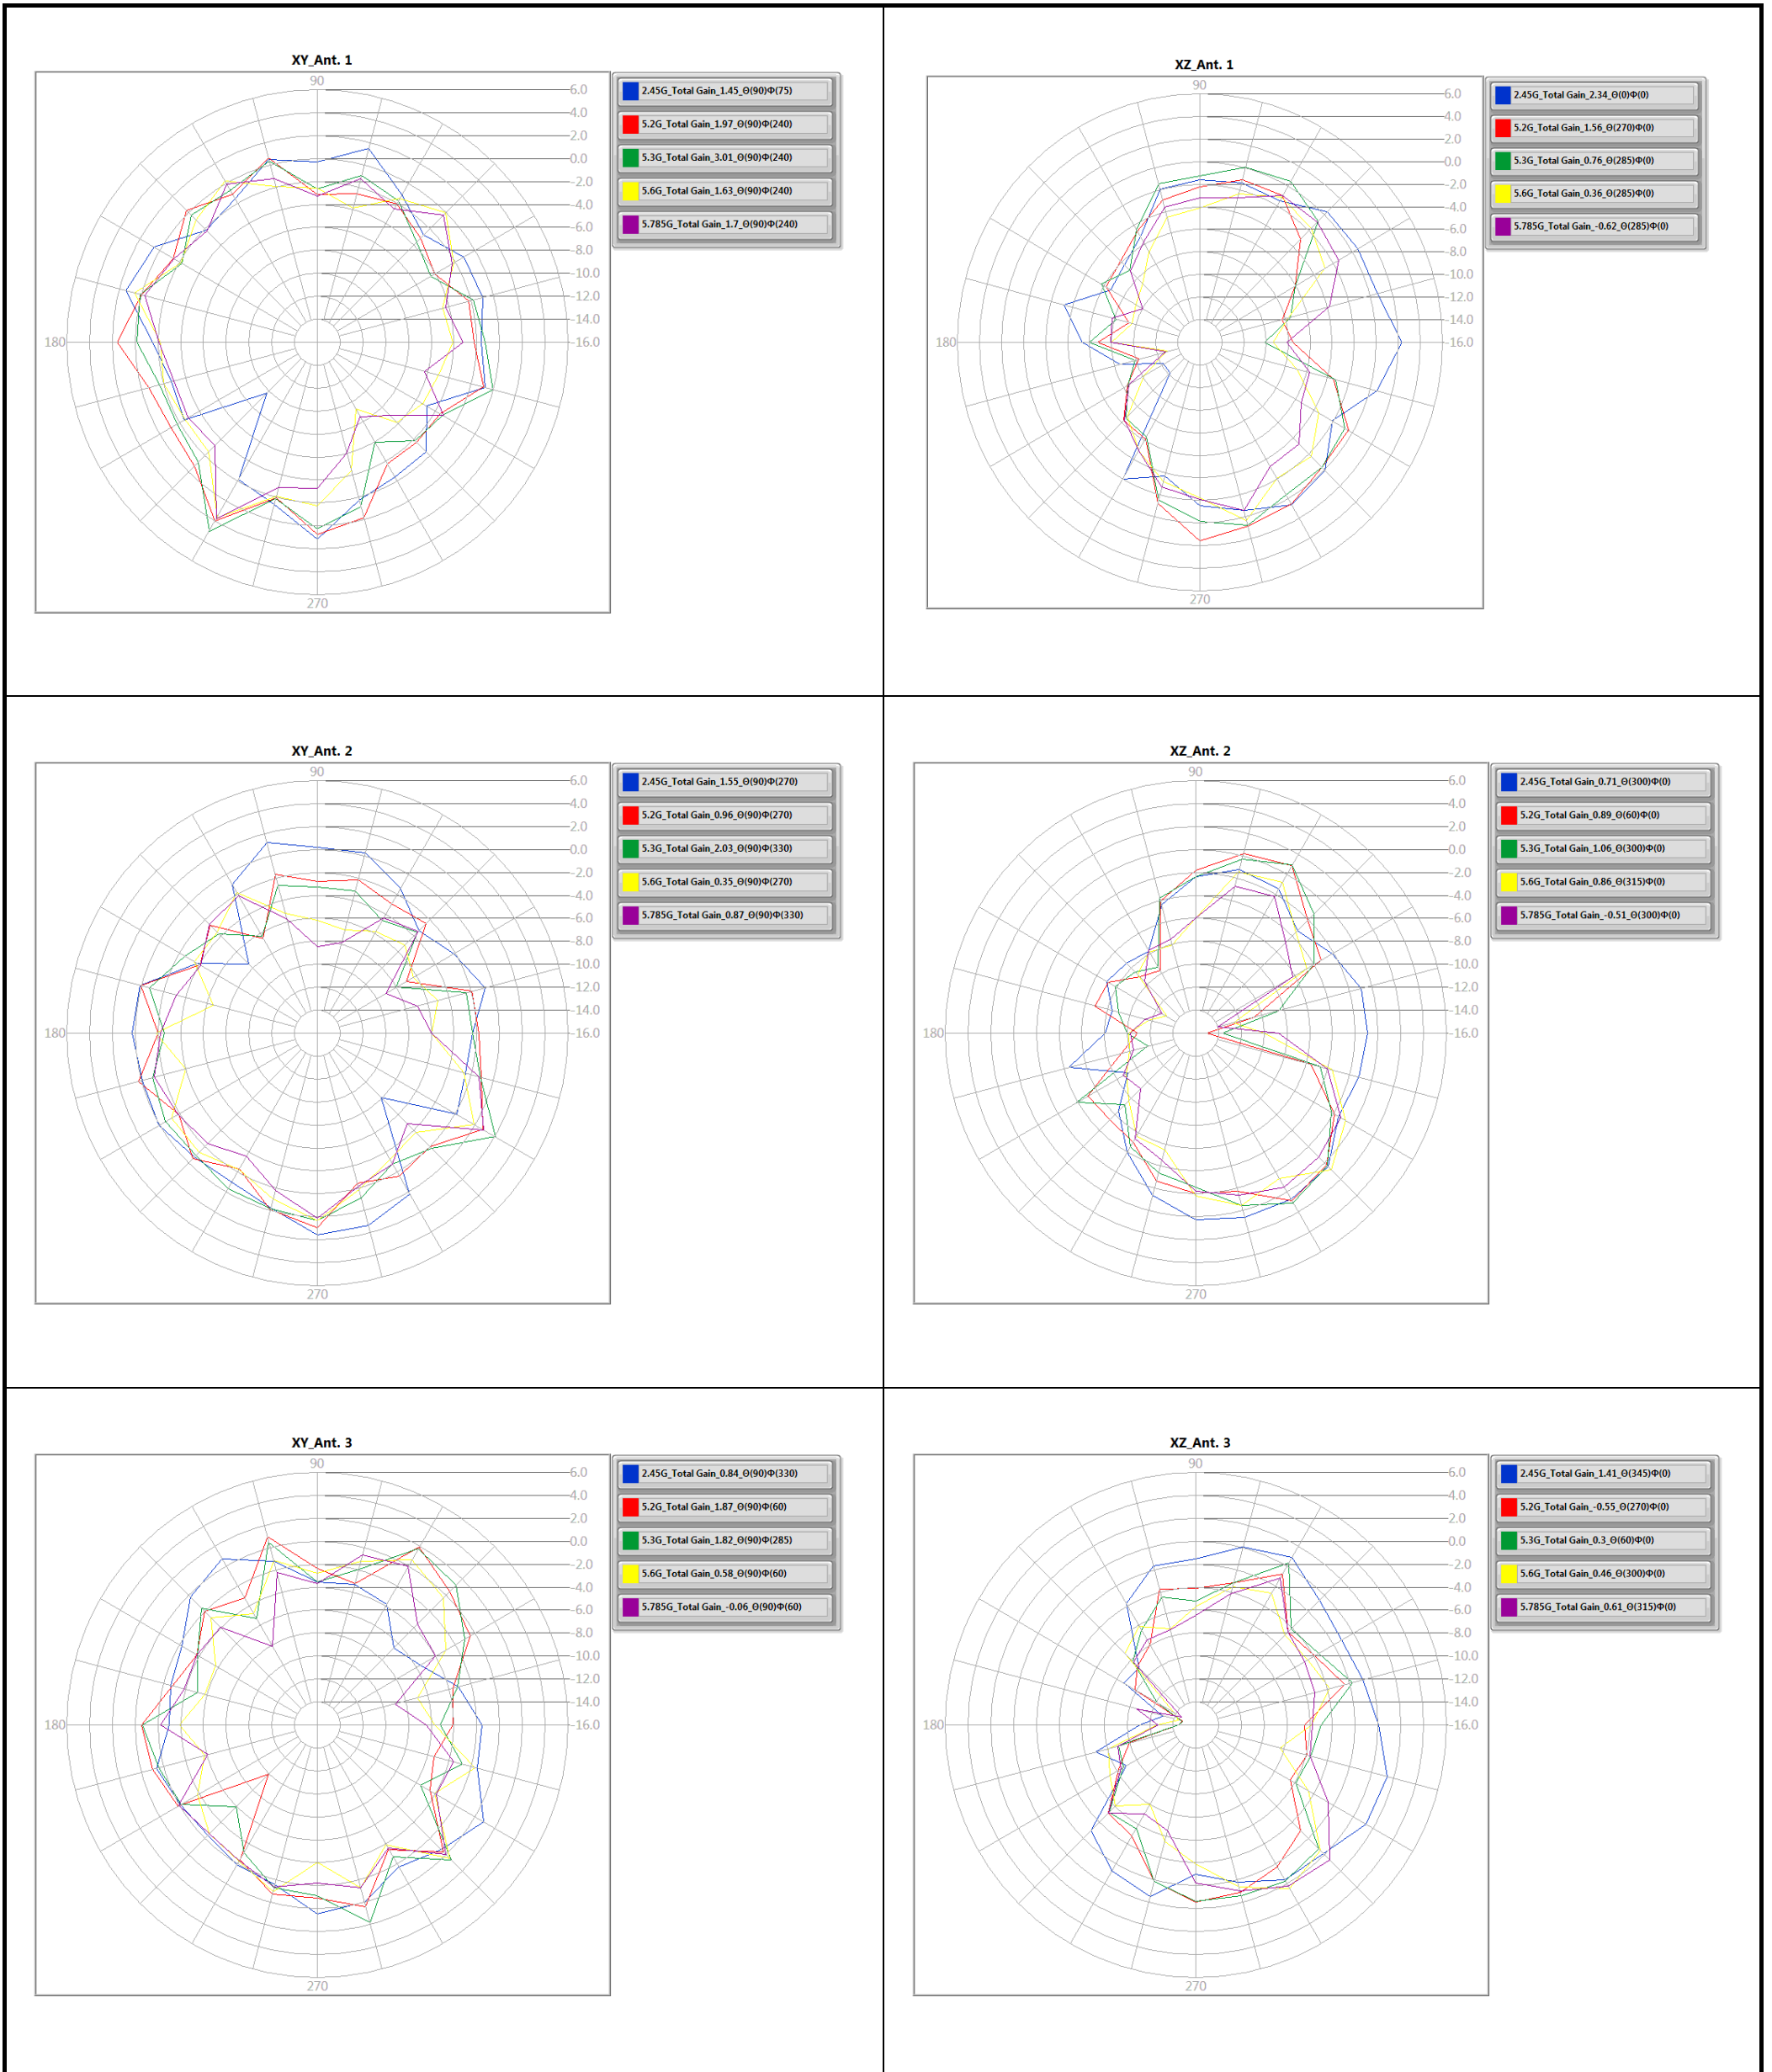 XY_Ant. 1
90
6.0
4.0
2.0
0.0
-2.0
-4.0
-6.0
-8.0
-10.0
-12.0
-14.0
-16.0
180
270
2.45G_Total Gain_1.45_Θ(90)Φ(75)
5.2G_Total Gain_1.97_Θ(90)Φ(240)
5.3G_Total Gain_3.01_Θ(90)Φ(240)
5.6G_Total Gain_1.63_Θ(90)Φ(240)
5.785G_Total Gain_1.7_Θ(90)Φ(240)
XZ_Ant. 1
90
6.0
4.0
2.0
0.0
-2.0
-4.0
-6.0
-8.0
-10.0
-12.0
-14.0
-16.0
180
270
2.45G_Total Gain_2.34_Θ(0)Φ(0)
5.2G_Total Gain_1.56_Θ(270)Φ(0)
5.3G_Total Gain_0.76_Θ(285)Φ(0)
5.6G_Total Gain_0.36_Θ(285)Φ(0)
5.785G_Total Gain_-0.62_Θ(285)Φ(0)
XY_Ant. 2
90
6.0
4.0
2.0
0.0
-2.0
-4.0
-6.0
-8.0
-10.0
-12.0
-14.0
-16.0
180
270
2.45G_Total Gain_1.55_Θ(90)Φ(270)
5.2G_Total Gain_0.96_Θ(90)Φ(270)
5.3G_Total Gain_2.03_Θ(90)Φ(330)
5.6G_Total Gain_0.35_Θ(90)Φ(270)
5.785G_Total Gain_0.87_Θ(90)Φ(330)
XZ_Ant. 2
90
6.0
4.0
2.0
0.0
-2.0
-4.0
-6.0
-8.0
-10.0
-12.0
-14.0
-16.0
180
270
2.45G_Total Gain_0.71_Θ(300)Φ(0)
5.2G_Total Gain_0.89_Θ(60)Φ(0)
5.3G_Total Gain_1.06_Θ(300)Φ(0)
5.6G_Total Gain_0.86_Θ(315)Φ(0)
5.785G_Total Gain_-0.51_Θ(300)Φ(0)
XY_Ant. 3
90
6.0
4.0
2.0
0.0
-2.0
-4.0
-6.0
-8.0
-10.0
-12.0
-14.0
-16.0
180
270
2.45G_Total Gain_0.84_Θ(90)Φ(330)
5.2G_Total Gain_1.87_Θ(90)Φ(60)
5.3G_Total Gain_1.82_Θ(90)Φ(285)
5.6G_Total Gain_0.58_Θ(90)Φ(60)
5.785G_Total Gain_-0.06_Θ(90)Φ(60)
XZ_Ant. 3
90
6.0
4.0
2.0
0.0
-2.0
-4.0
-6.0
-8.0
-10.0
-12.0
-14.0
-16.0
180
270
2.45G_Total Gain_1.41_Θ(345)Φ(0)
5.2G_Total Gain_-0.55_Θ(270)Φ(0)
5.3G_Total Gain_0.3_Θ(60)Φ(0)
5.6G_Total Gain_0.46_Θ(300)Φ(0)
5.785G_Total Gain_0.61_Θ(315)Φ(0)